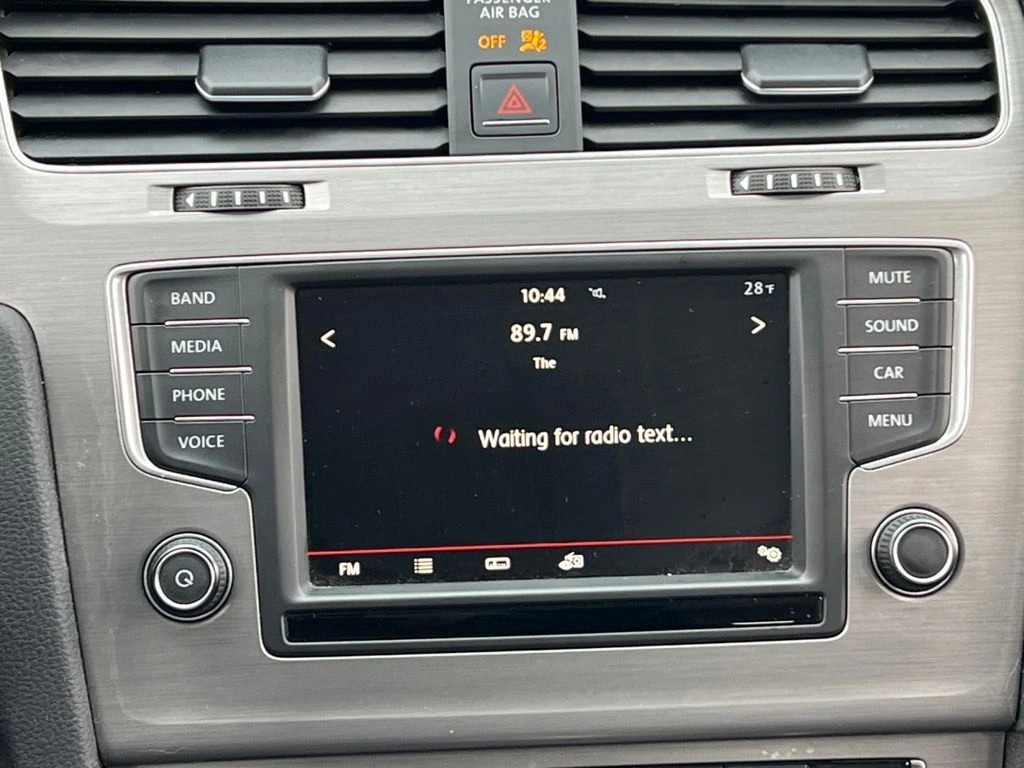 PASSENGER
AIR BAG
OFF
2
BAND
MEDIA
PHONE
VOICE
10:44
28°F
89.7 FM
The
Waiting for radio text...
FM
MUTE
SOUND
CAR
MENU